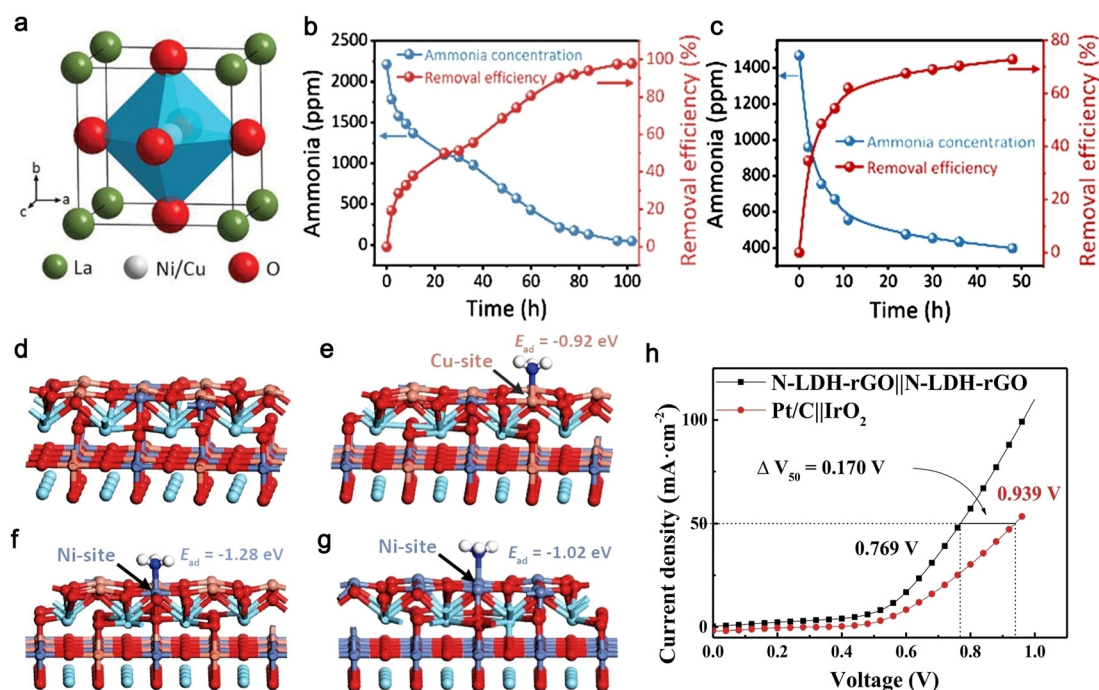 a
b
a
c
La
Ni/Cu
O
b
2500
2000
1500
1000
500
0
Ammonia (ppm)
Ammonia concentration
Removal efficiency
100
80
60
40
20
0
Removal efficiency (%)
0 20 40 60 80 100
Time (h)
c
1400
1200
1000
800
600
400
Ammonia (ppm)
Ammonia concentration
Removal efficiency
80
60
40
20
0
Removal efficiency (%)
0 10 20 30 40 50
Time (h)
d
e
E_ad = -0.92 eV
Cu-site
f
Ni-site
E_ad = -1.28 eV
g
Ni-site
E_ad = -1.02 eV
h
N-LDH-rGO||N-LDH-rGO
Pt/C||IrO₂
Δ V₅₀ = 0.170 V
0.939 V
0.769 V
100
50
0
Current density (mA·cm⁻²)
0.0 0.2 0.4 0.6 0.8 1.0
Voltage (V)